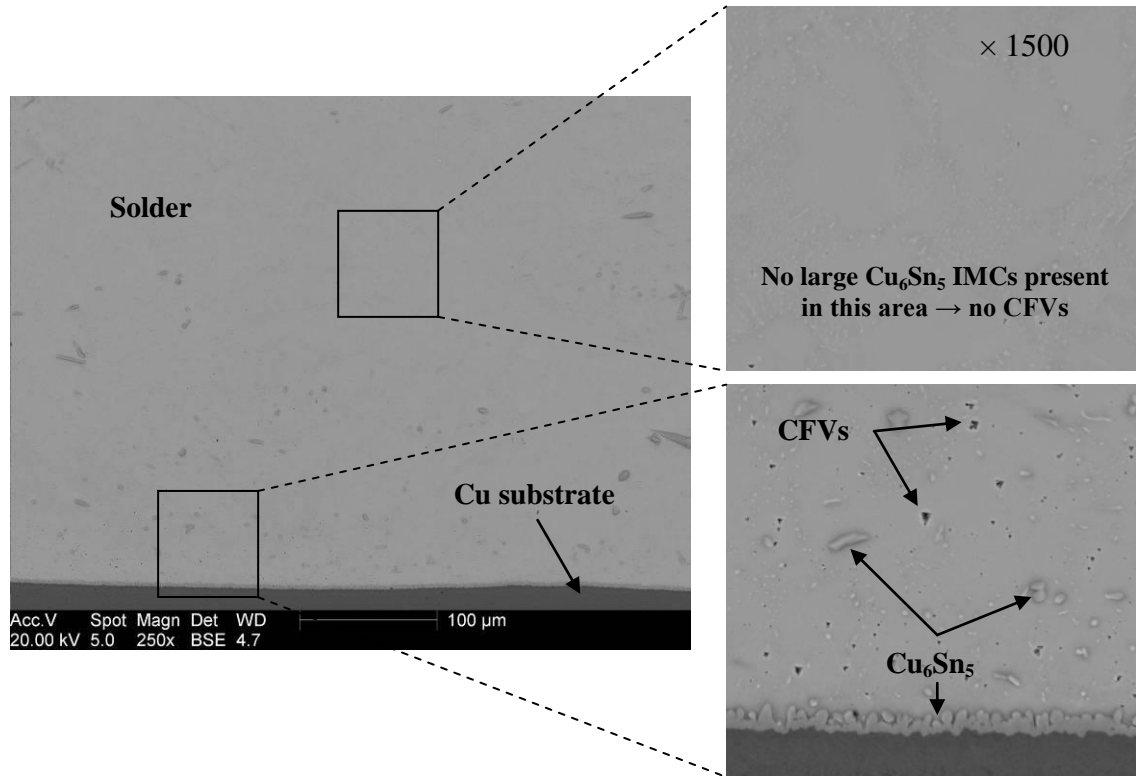 × 1500
Solder
No large Cu₆Sn₅ IMCs present
in this area → no CFVs
CFVs
Cu substrate
Cu₆Sn₅
Acc.V Spot Magn Det WD
20.00 kV 5.0 250x BSE 4.7
100 µm